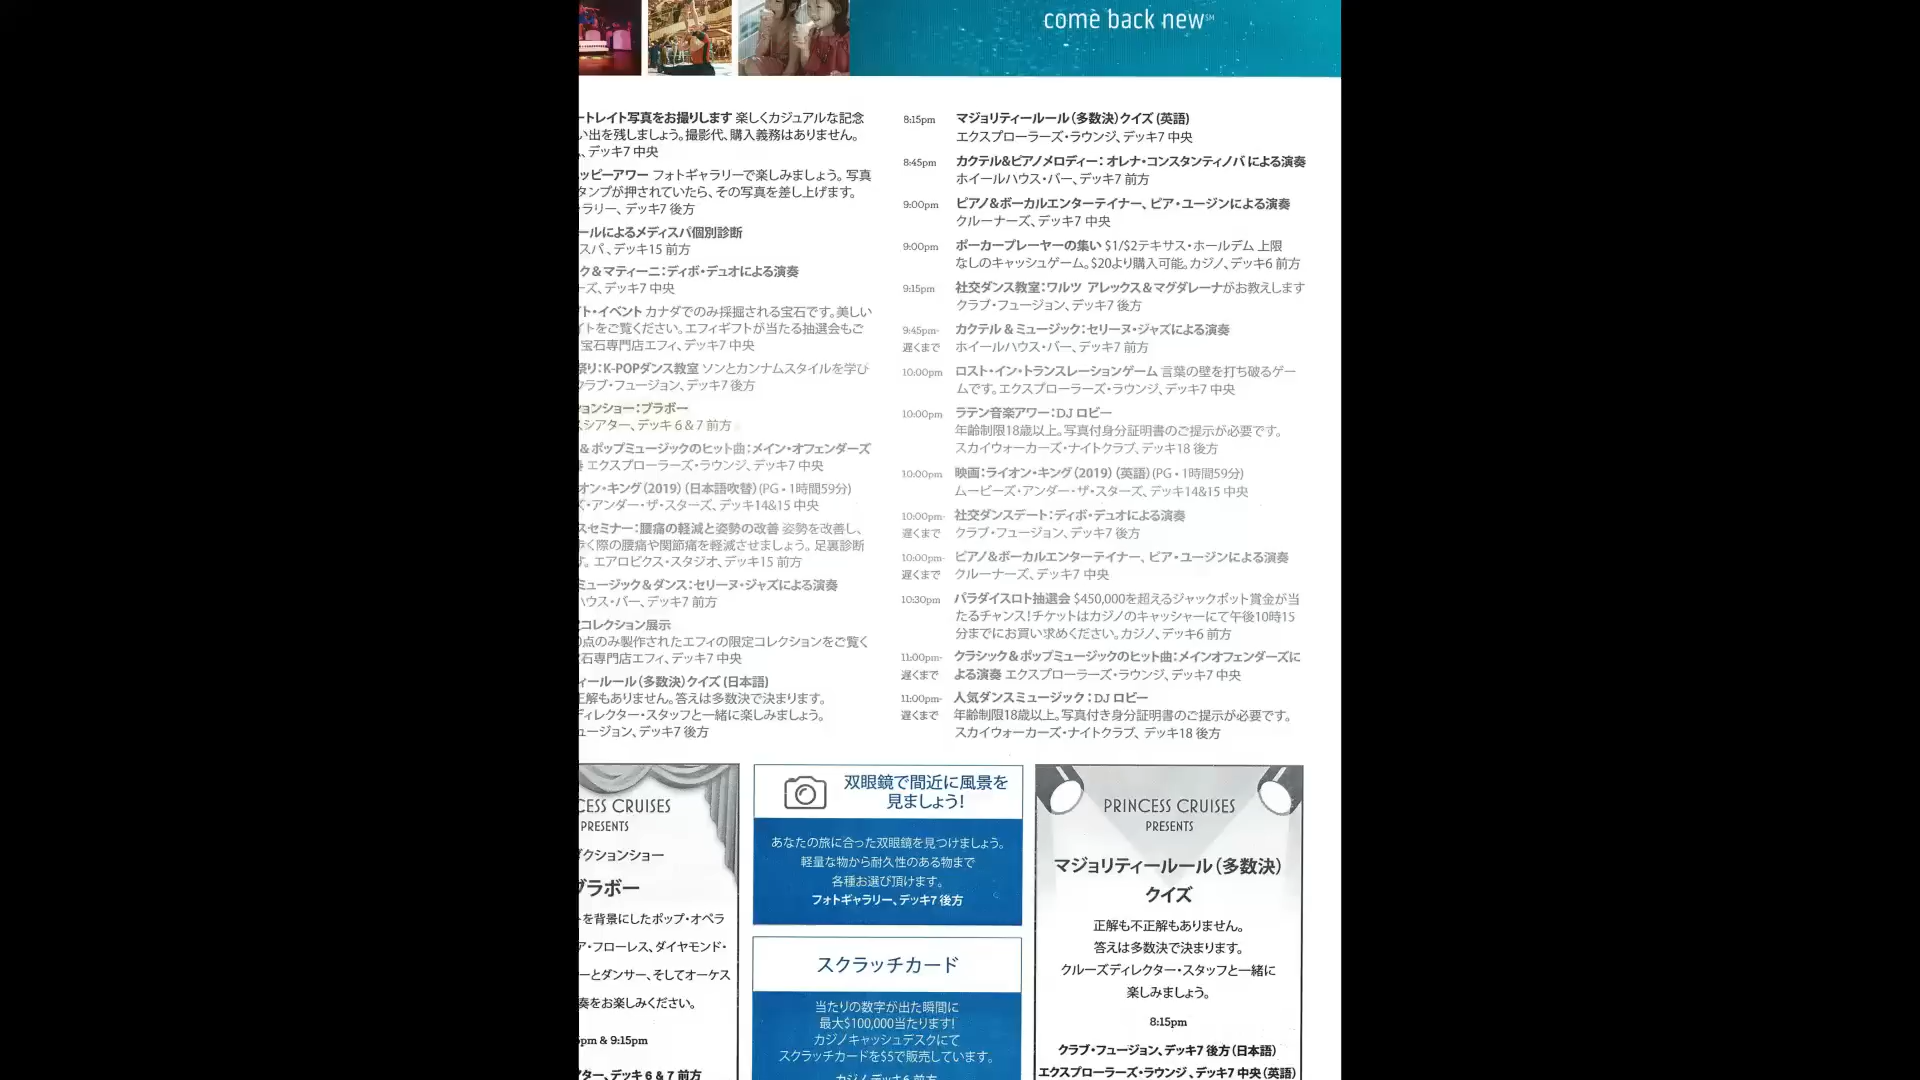 come back new℠
ートレイト写真をお撮りします 楽しくカジュアルな記念
い出を残しましょう。撮影代、購入義務はありません。
、デッキ7 中央
ッピーアワー フォトギャラリーで楽しみましょう。写真
タンプが押されていたら、その写真を差し上げます。
ラリー、デッキ7 後方
ールによるメディスパ個別診断
スパ、デッキ15 前方
ク＆マティーニ：ディボ・デュオによる演奏
ーズ、デッキ7 中央
イト・イベント カナダでのみ採掘される宝石です。美しい
イトをご覧ください。エフィギフトが当たる抽選会もご
宝石専門店エフィ、デッキ7 中央
祭り：K-POPダンス教室 ソンとカンナムスタイルを学び
クラブ・フュージョン、デッキ7 後方
ョンショー：ブラボー
スシアター、デッキ 6 & 7 前方
＆ポップミュージックのヒット曲：メイン・オフェンダーズ
奏 エクスプローラーズ・ラウンジ、デッキ7 中央
オン・キング（2019）（日本語吹替）(PG・1時間59分)
ズ・アンダー・ザ・スターズ、デッキ14&15 中央
スセミナー：腰痛の軽減と姿勢の改善 姿勢を改善し、
歩く際の腰痛や関節痛を軽減させましょう。足裏診断
す。エアロビクス・スタジオ、デッキ15 前方
ミュージック＆ダンス：セリーヌ・ジャズによる演奏
ハウス・バー、デッキ7 前方
コレクション展示
点のみ製作されたエフィの限定コレクションをご覧く
石専門店エフィ、デッキ7 中央
ィールール（多数決）クイズ (日本語)
正解もありません。答えは多数決で決まります。
ディレクター・スタッフと一緒に楽しみましょう。
ュージョン、デッキ7 後方
8:15pm マジョリティールール（多数決）クイズ (英語)
エクスプローラーズ・ラウンジ、デッキ7 中央
8:45pm カクテル&ピアノメロディー：オレナ・コンスタンティノバ による演奏
ホイールハウス・バー、デッキ7 前方
9:00pm ピアノ&ボーカルエンターテイナー、ピア・ユージンによる演奏
クルーナーズ、デッキ7 中央
9:00pm ポーカープレーヤーの集い $1/$2テキサス・ホールデム 上限
なしのキャッシュゲーム。$20より購入可能。カジノ、デッキ6 前方
9:15pm 社交ダンス教室：ワルツ アレックス＆マグダレーナがお教えします
クラブ・フュージョン、デッキ7 後方
9:45pm- カクテル & ミュージック：セリーヌ・ジャズによる演奏
遅くまで ホイールハウス・バー、デッキ7 前方
10:00pm ロスト・イン・トランスレーションゲーム 言葉の壁を打ち破るゲー
ムです。エクスプローラーズ・ラウンジ、デッキ7 中央
10:00pm ラテン音楽アワー：DJ ロビー
年齢制限18歳以上。写真付身分証明書のご提示が必要です。
スカイウォーカーズ・ナイトクラブ、デッキ18 後方
10:00pm 映画：ライオン・キング（2019）（英語）(PG・1時間59分)
ムービーズ・アンダー・ザ・スターズ、デッキ14&15 中央
10:00pm- 社交ダンスデート：ディボ・デュオによる演奏
遅くまで クラブ・フュージョン、デッキ7 後方
10:00pm- ピアノ&ボーカルエンターテイナー、ピア・ユージンによる演奏
遅くまで クルーナーズ、デッキ7 中央
10:30pm パラダイスロト抽選会 $450,000を超えるジャックポット賞金が当
たるチャンス！チケットはカジノのキャッシャーにて午後10時15
分までにお買い求めください。カジノ、デッキ6 前方
11:00pm- クラシック＆ポップミュージックのヒット曲：メインオフェンダーズに
遅くまで よる演奏 エクスプローラーズ・ラウンジ、デッキ7 中央
11:00pm- 人気ダンスミュージック：DJ ロビー
遅くまで 年齢制限18歳以上。写真付き身分証明書のご提示が必要です。
スカイウォーカーズ・ナイトクラブ、デッキ18 後方
CESS CRUISES
PRESENTS
ダクションショー
ブラボー
トを背景にしたポップ・オペラ
ア・フローレス、ダイヤモンド・
ーとダンサー、そしてオーケス
奏をお楽しみください。
pm & 9:15pm
アター、デッキ 6 & 7 前方
双眼鏡で間近に風景を
見ましょう！
あなたの旅に合った双眼鏡を見つけましょう。
軽量な物から耐久性のある物まで
各種お選び頂けます。
フォトギャラリー、デッキ7 後方
スクラッチカード
当たりの数字が出た瞬間に
最大$100,000当たります！
カジノキャッシュデスクにて
スクラッチカードを$5で販売しています。
カジノ デッキ6 前方
PRINCESS CRUISES
PRESENTS
マジョリティールール（多数決）
クイズ
正解も不正解もありません。
答えは多数決で決まります。
クルーズディレクター・スタッフと一緒に
楽しみましょう。
8:15pm
クラブ・フュージョン、デッキ7 後方（日本語）
エクスプローラーズ・ラウンジ、デッキ7 中央（英語）